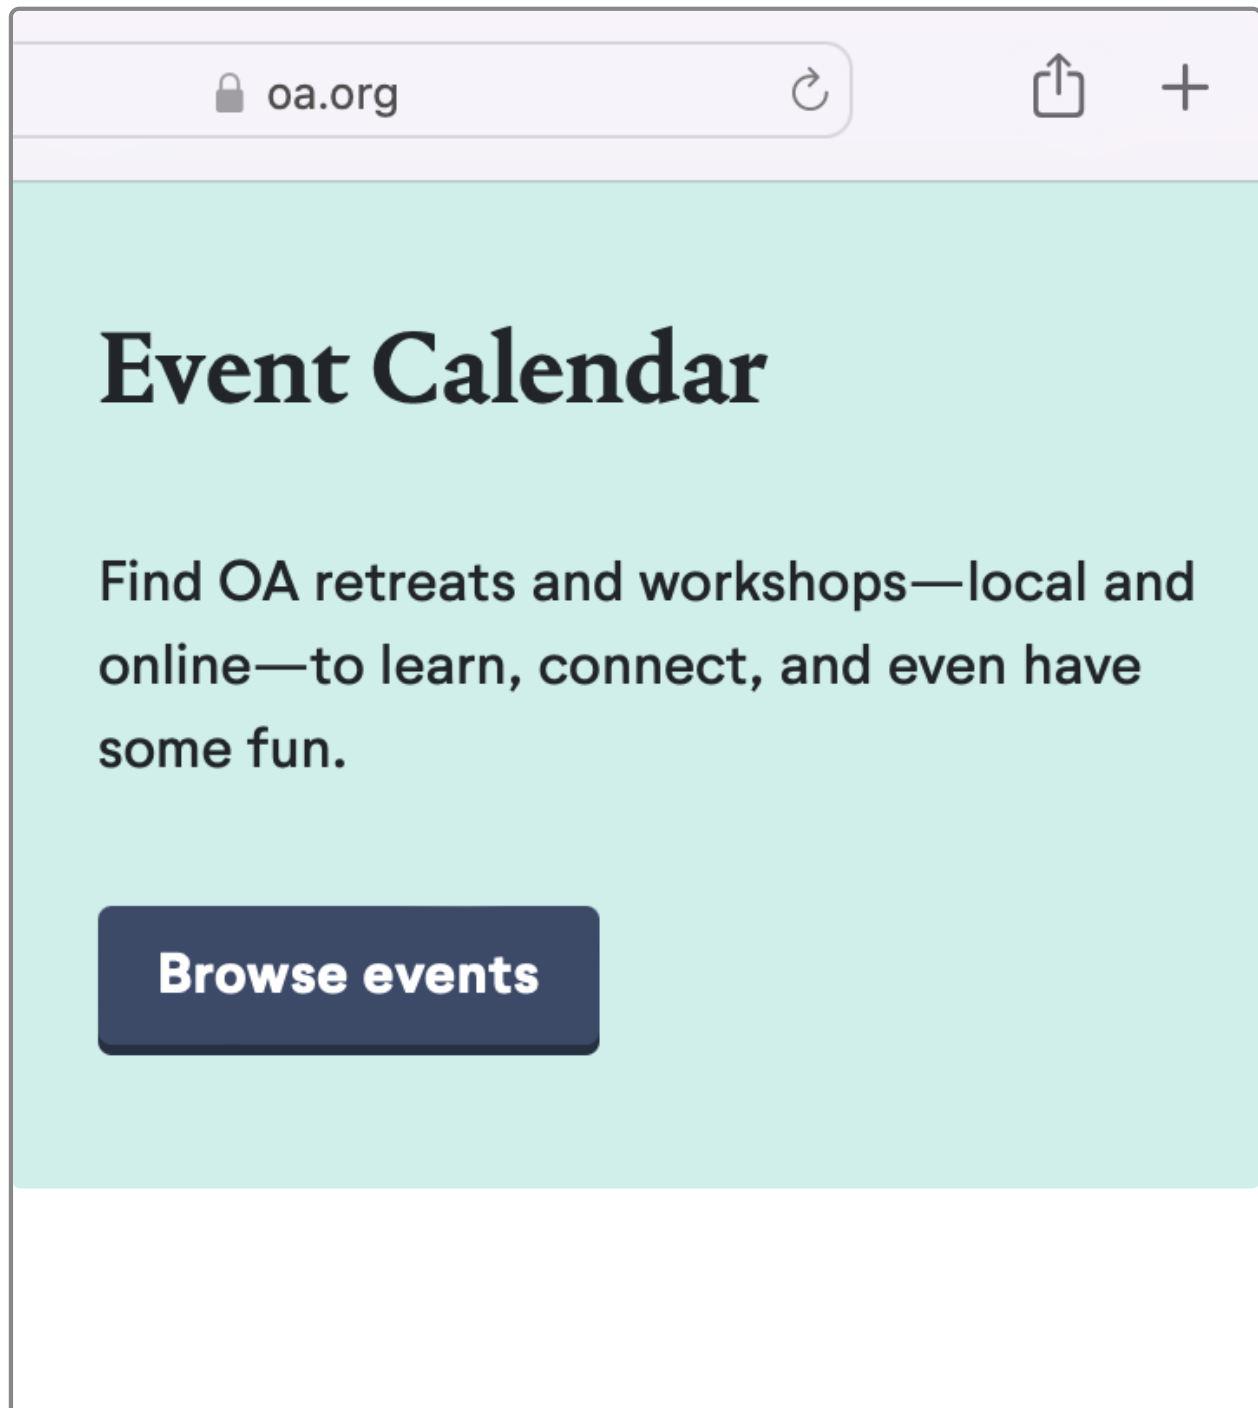 oa.org
Event Calendar
Find OA retreats and workshops—local and
online—to learn, connect, and even have
some fun.
Browse events